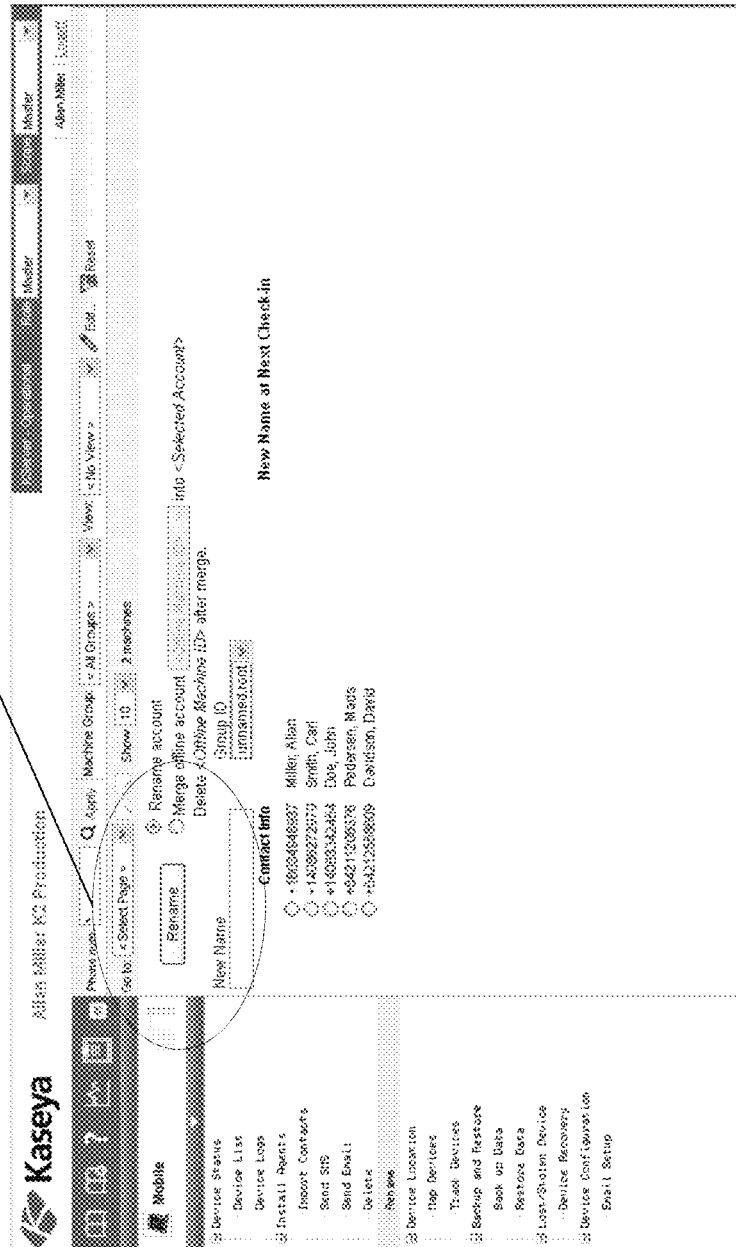 Kaseya
Allan Miller K2 Production
Master
Master
Allan Miller
Logoff
Apply
Machine Group:
< All Groups >
View:
< No View >
Edit...
Reset
Go to:
< Select Page >
Show
10
2 machines
Mobile
Rename
Rename account
Merge offline account
into <Selected Account>
Delete <Offline Machine ID> after merge.
New Name
Group ID
unnamed.root
Contact Info
New Name at Next Check-in
Miller, Allan
Smith, Carl
Doe, John
Pedersen, Mads
Davidson, David
Device Status
Device List
Device Logs
Install Agents
Import Contacts
Send SMS
Send Email
Delete
Rename
Device Location
Map Devices
Track Devices
Backup and Restore
Back up Data
Restore Data
Lost/Stolen Device
Device Recovery
Device Configuration
Email Setup